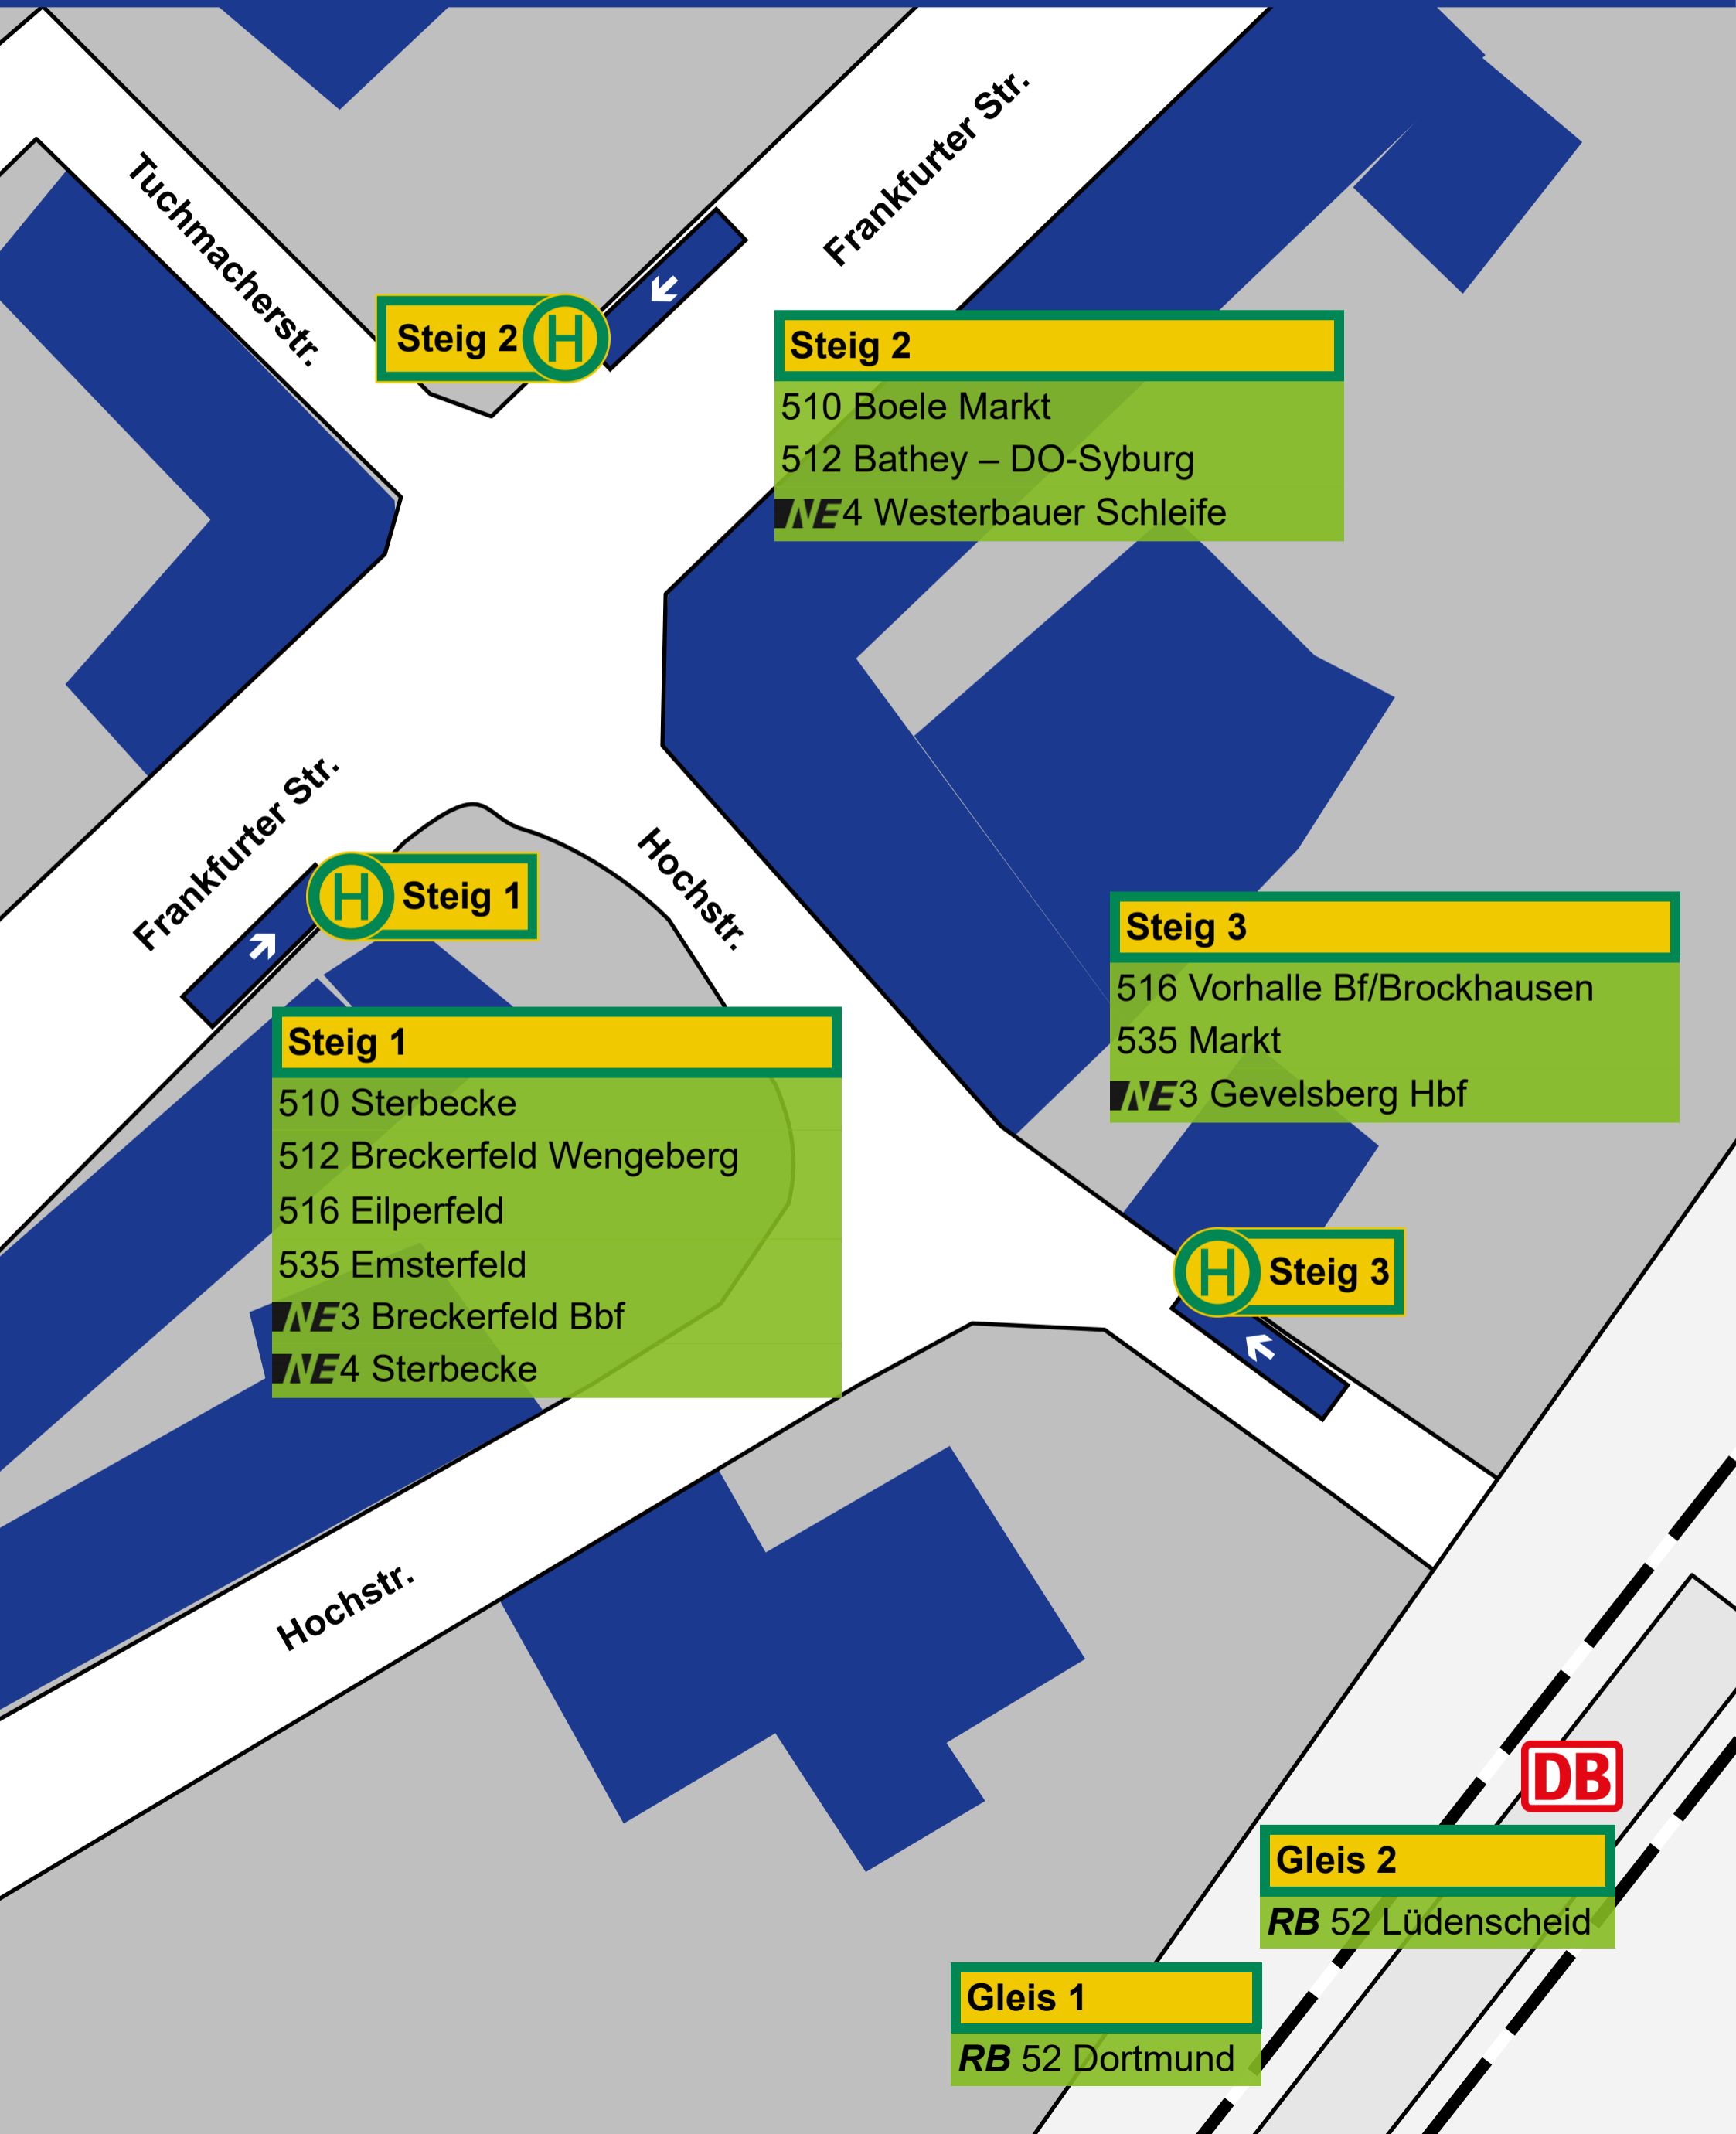 Tuchmacherstr.
Frankfurter Str.
Steig 2
H
Steig 2
510 Boele Markt
512 Bathey – DO-Syburg
NE4 Westerbauer Schleife
Frankfurter Str.
H
Steig 1
Hochstr.
Steig 3
516 Vorhalle Bf/Brockhausen
535 Markt
NE3 Gevelsberg Hbf
Steig 1
510 Sterbecke
512 Breckerfeld Wengeberg
516 Eilperfeld
535 Emsterfeld
NE3 Breckerfeld Bbf
NE4 Sterbecke
H
Steig 3
Hochstr.
DB
Gleis 2
RB 52 Lüdenscheid
Gleis 1
RB 52 Dortmund